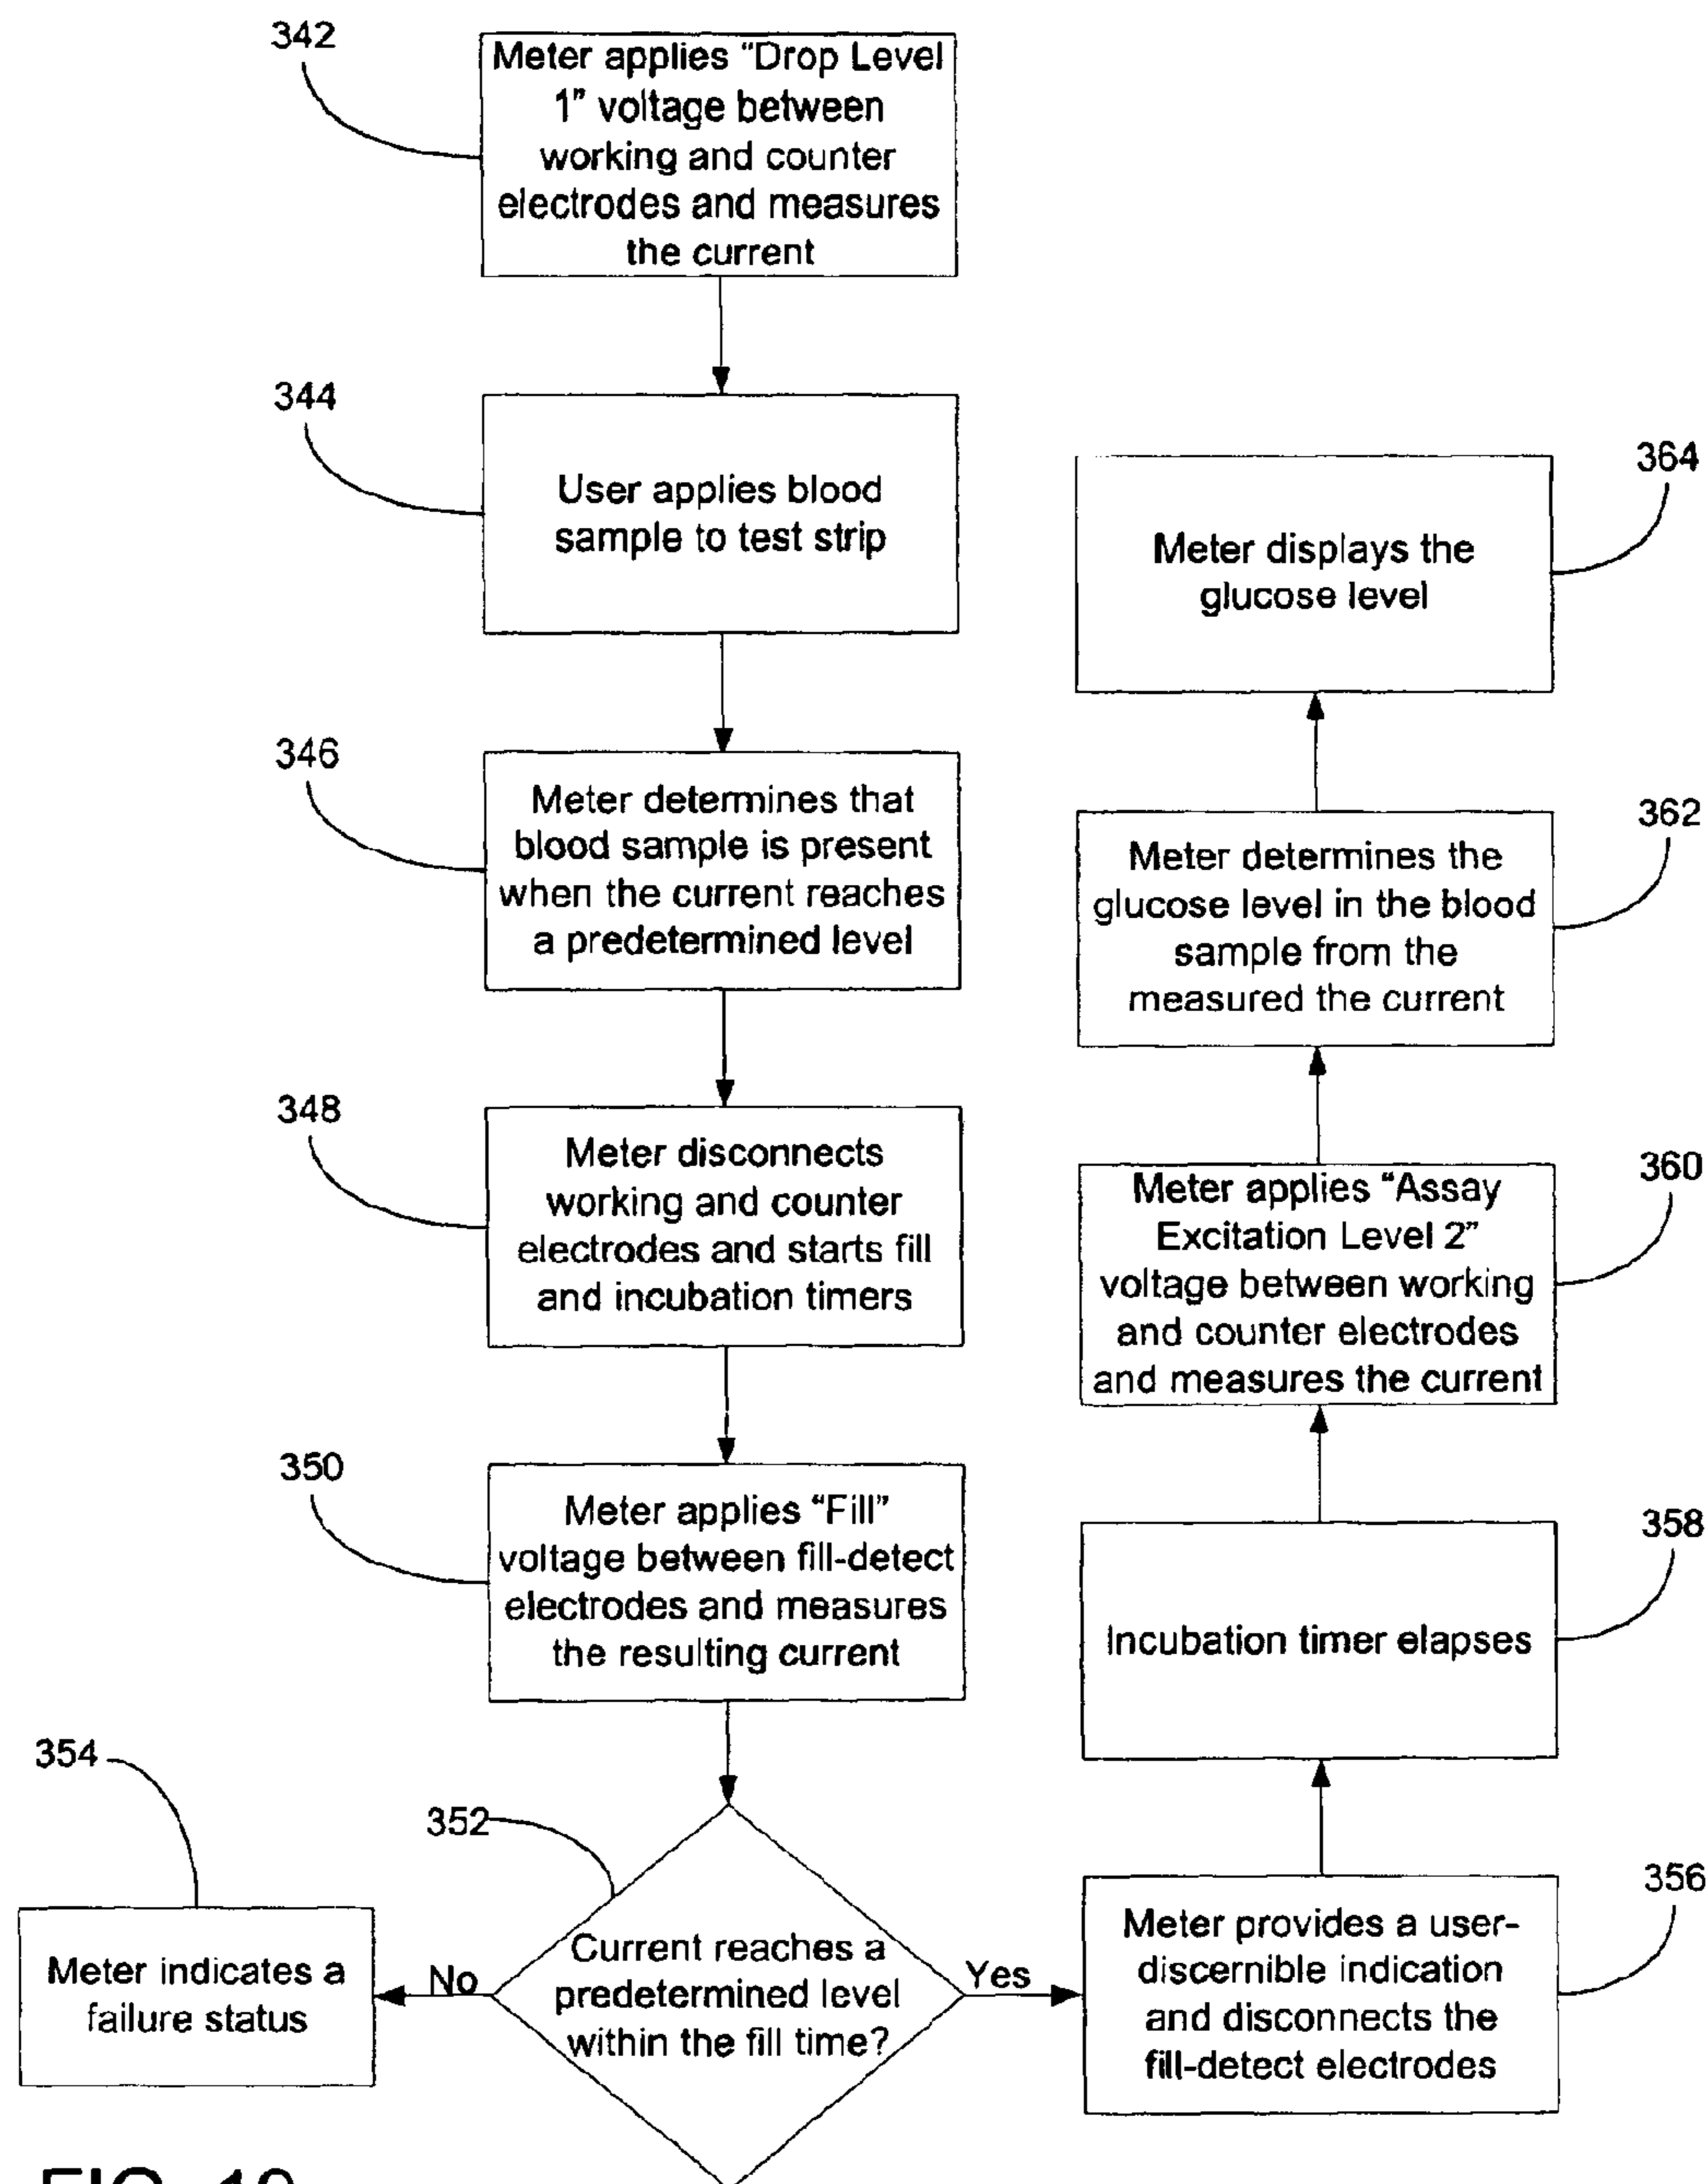 342
Meter applies “Drop Level
1” voltage between
working and counter
electrodes and measures
the current
344
User applies blood
sample to test strip
346
Meter determines that
blood sample is present
when the current reaches
a predetermined level
348
Meter disconnects
working and counter
electrodes and starts fill
and incubation timers
350
Meter applies “Fill”
voltage between fill-detect
electrodes and measures
the resulting current
352
Current reaches a
predetermined level
within the fill time?
No
354
Meter indicates a
failure status
Yes
356
Meter provides a user-
discernible indication
and disconnects the
fill-detect electrodes
358
Incubation timer elapses
360
Meter applies “Assay
Excitation Level 2”
voltage between working
and counter electrodes
and measures the current
362
Meter determines the
glucose level in the blood
sample from the
measured the current
364
Meter displays the
glucose level